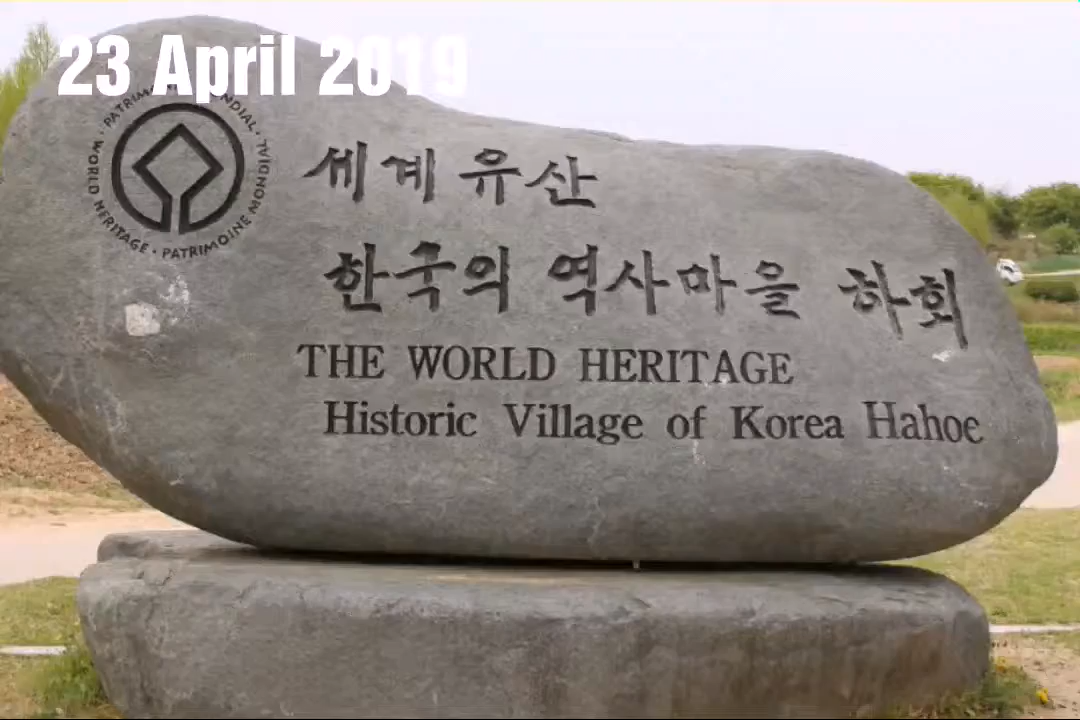 23 April 2019
WORLD HERITAGE · PATRIMOINE MONDIAL ·
세계유산
한국의 역사마을 하회
THE WORLD HERITAGE
Historic Village of Korea Hahoe